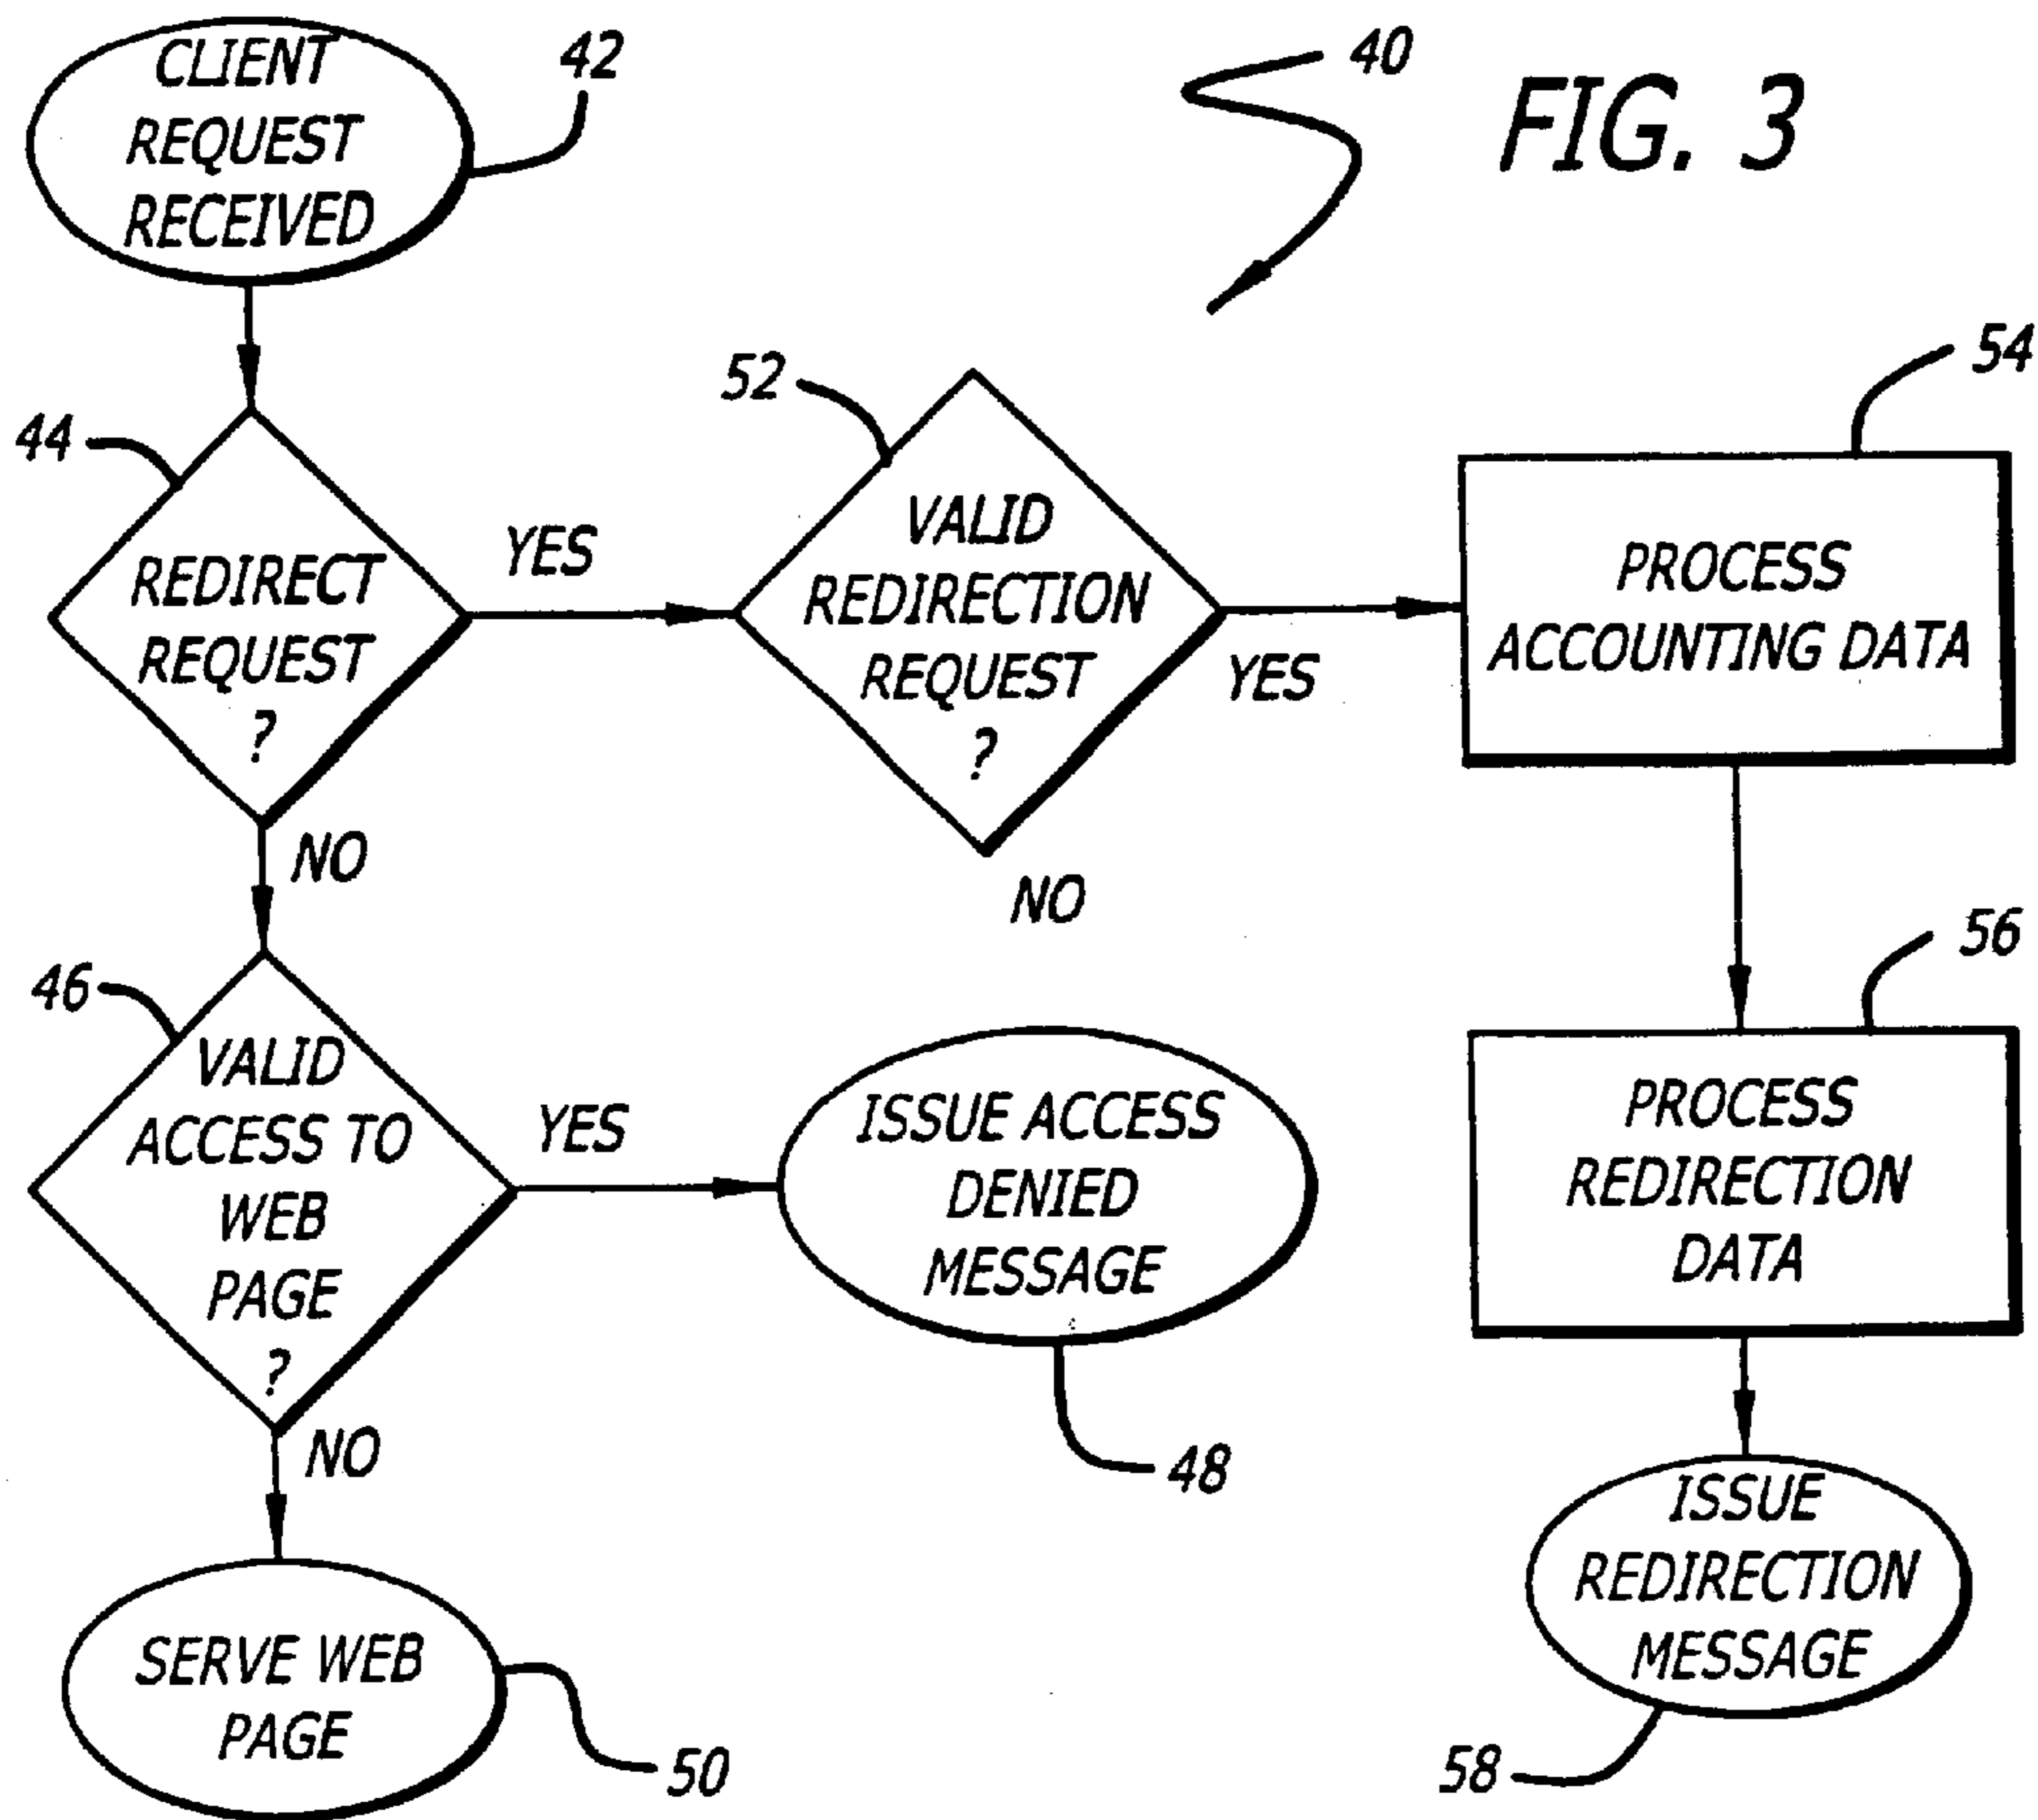 CLIENT
REQUEST
RECEIVED
42
40
FIG. 3
44
REDIRECT
REQUEST
?
YES
NO
52
VALID
REDIRECTION
REQUEST
?
YES
NO
54
PROCESS
ACCOUNTING DATA
46
VALID
ACCESS TO
WEB
PAGE
?
YES
NO
ISSUE ACCESS
DENIED
MESSAGE
48
56
PROCESS
REDIRECTION
DATA
SERVE WEB
PAGE
50
ISSUE
REDIRECTION
MESSAGE
58